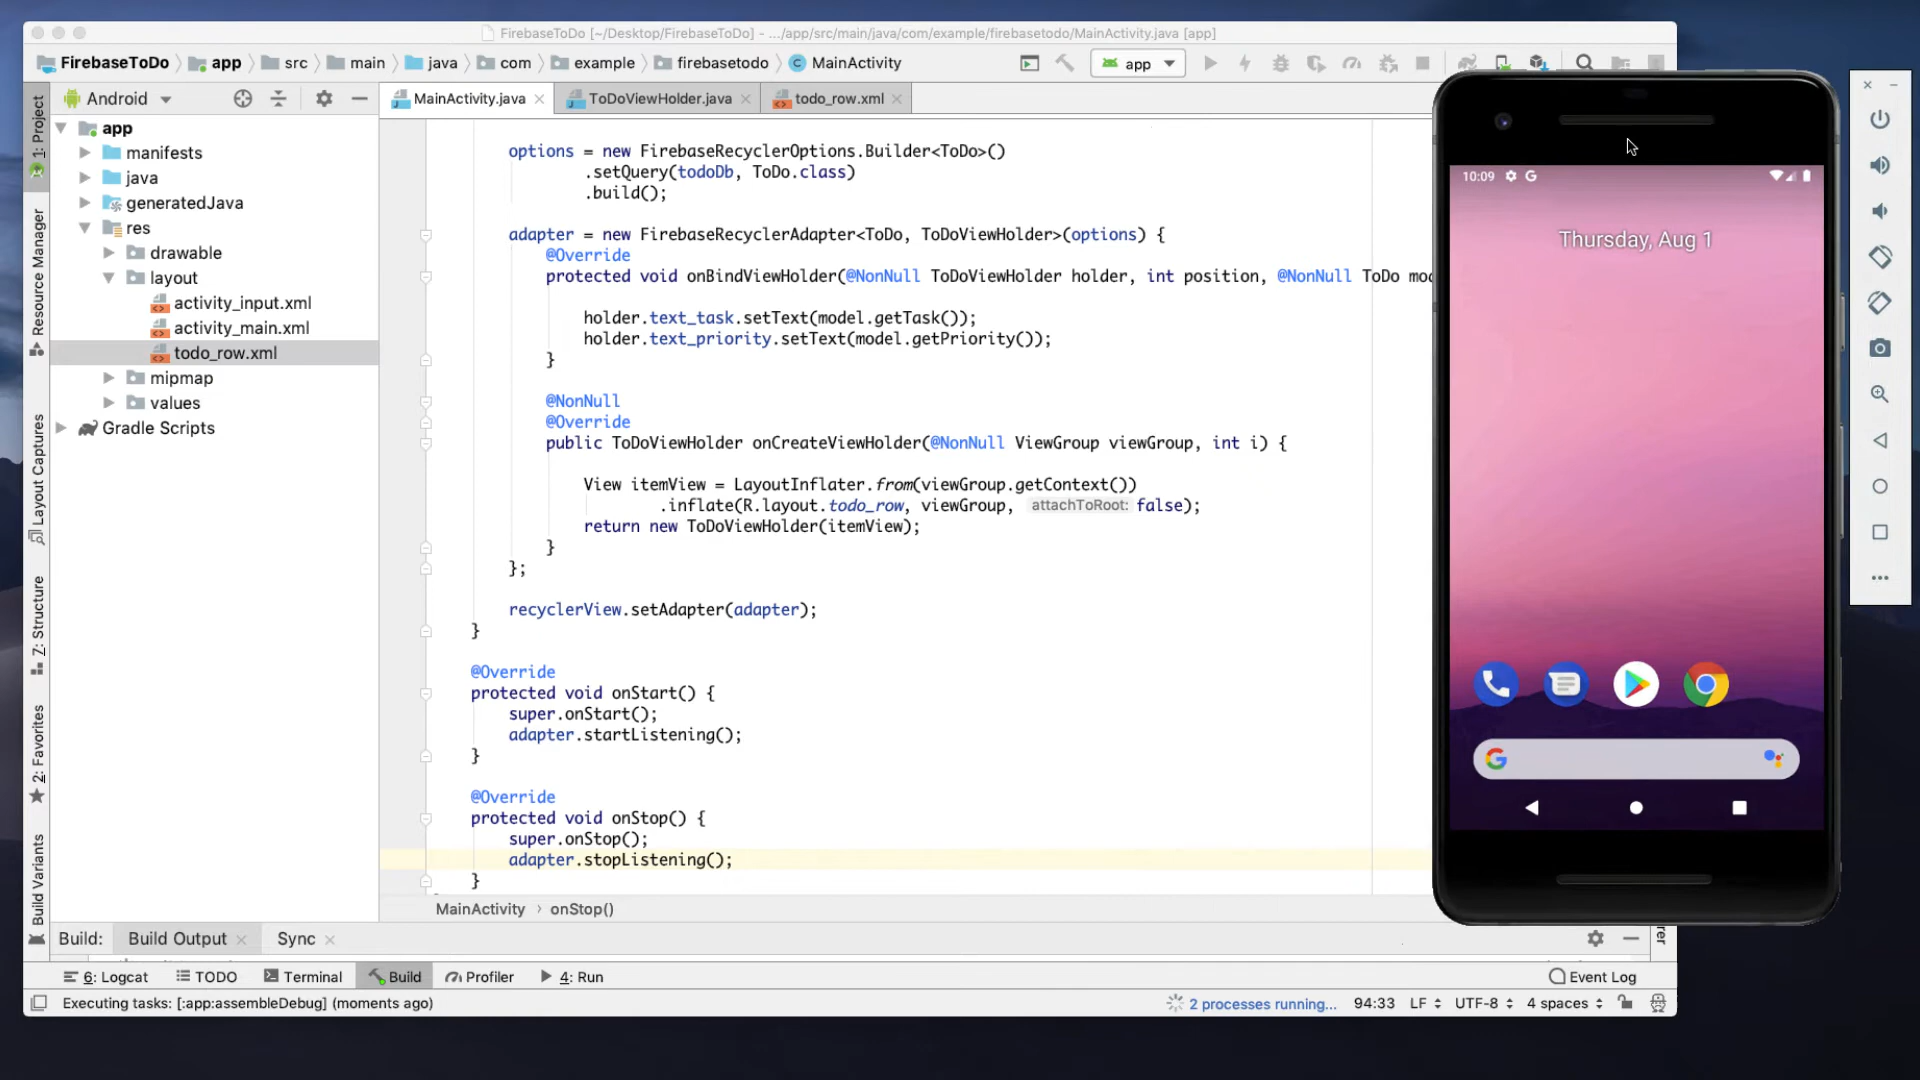 FirebaseToDo [~/Desktop/FirebaseToDo] - .../app/src/main/java/com/example/firebasetodo/MainActivity.java [app]
FirebaseToDo app src main java com example firebasetodo MainActivity app
Android
MainActivity.java ToDoViewHolder.java todo_row.xml
1: Project
Resource Manager
Layout Captures
7: Structure
2: Favorites
Build Variants
app
manifests
java
generatedJava
res
drawable
layout
activity_input.xml
activity_main.xml
todo_row.xml
mipmap
values
Gradle Scripts
options = new FirebaseRecyclerOptions.Builder<ToDo>()
.setQuery(todoDb, ToDo.class)
.build();
adapter = new FirebaseRecyclerAdapter<ToDo, ToDoViewHolder>(options) {
@Override
protected void onBindViewHolder(@NonNull ToDoViewHolder holder, int position, @NonNull ToDo mod
holder.text_task.setText(model.getTask());
holder.text_priority.setText(model.getPriority());
}
@NonNull
@Override
public ToDoViewHolder onCreateViewHolder(@NonNull ViewGroup viewGroup, int i) {
View itemView = LayoutInflater.from(viewGroup.getContext())
.inflate(R.layout.todo_row, viewGroup, attachToRoot: false);
return new ToDoViewHolder(itemView);
}
};
recyclerView.setAdapter(adapter);
}
@Override
protected void onStart() {
super.onStart();
adapter.startListening();
}
@Override
protected void onStop() {
super.onStop();
adapter.stopListening();
}
MainActivity › onStop()
10:09
Thursday, Aug 1
Build: Build Output Sync
6: Logcat TODO Terminal Build Profiler 4: Run Event Log
Executing tasks: [:app:assembleDebug] (moments ago) 2 processes running... 94:33 LF UTF-8 4 spaces